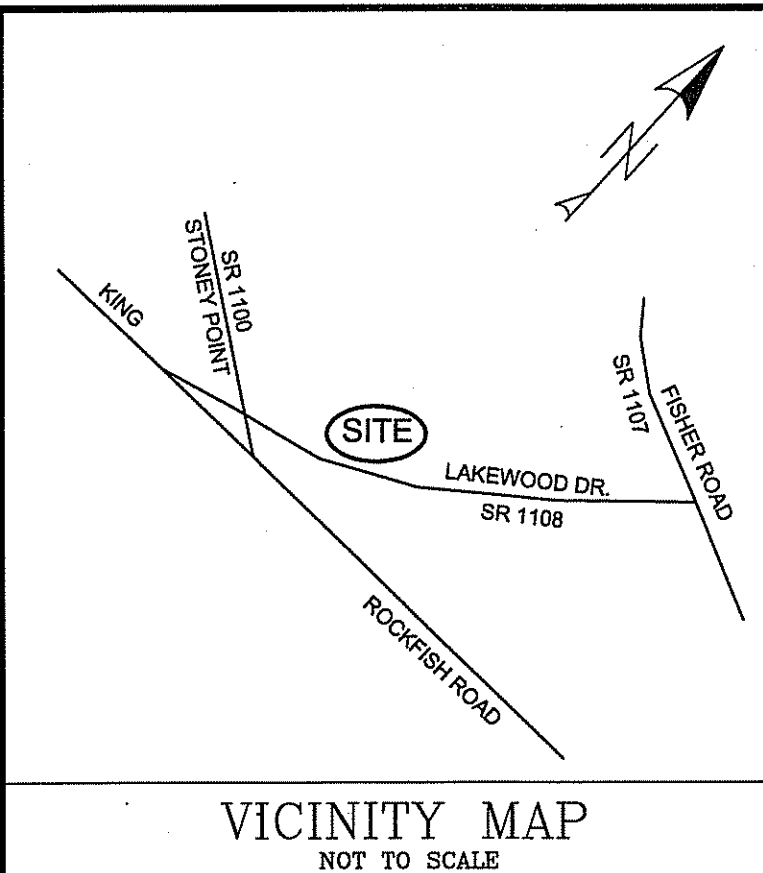 N
KING
SR 1100
STONEY POINT
SITE
SR 1107
FISHER ROAD
LAKEWOOD DR.
SR 1108
ROCKFISH ROAD
VICINITY MAP
NOT TO SCALE